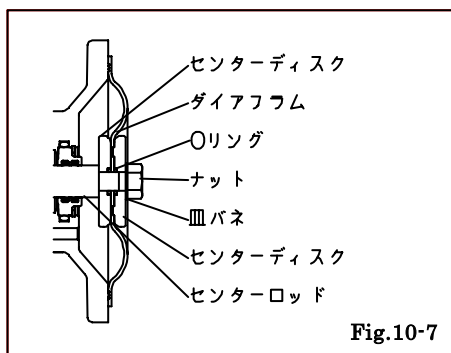 センターディスク
ダイアフラム
Oリング
ナット
皿バネ
センターディスク
センターロッド
Fig.10-7